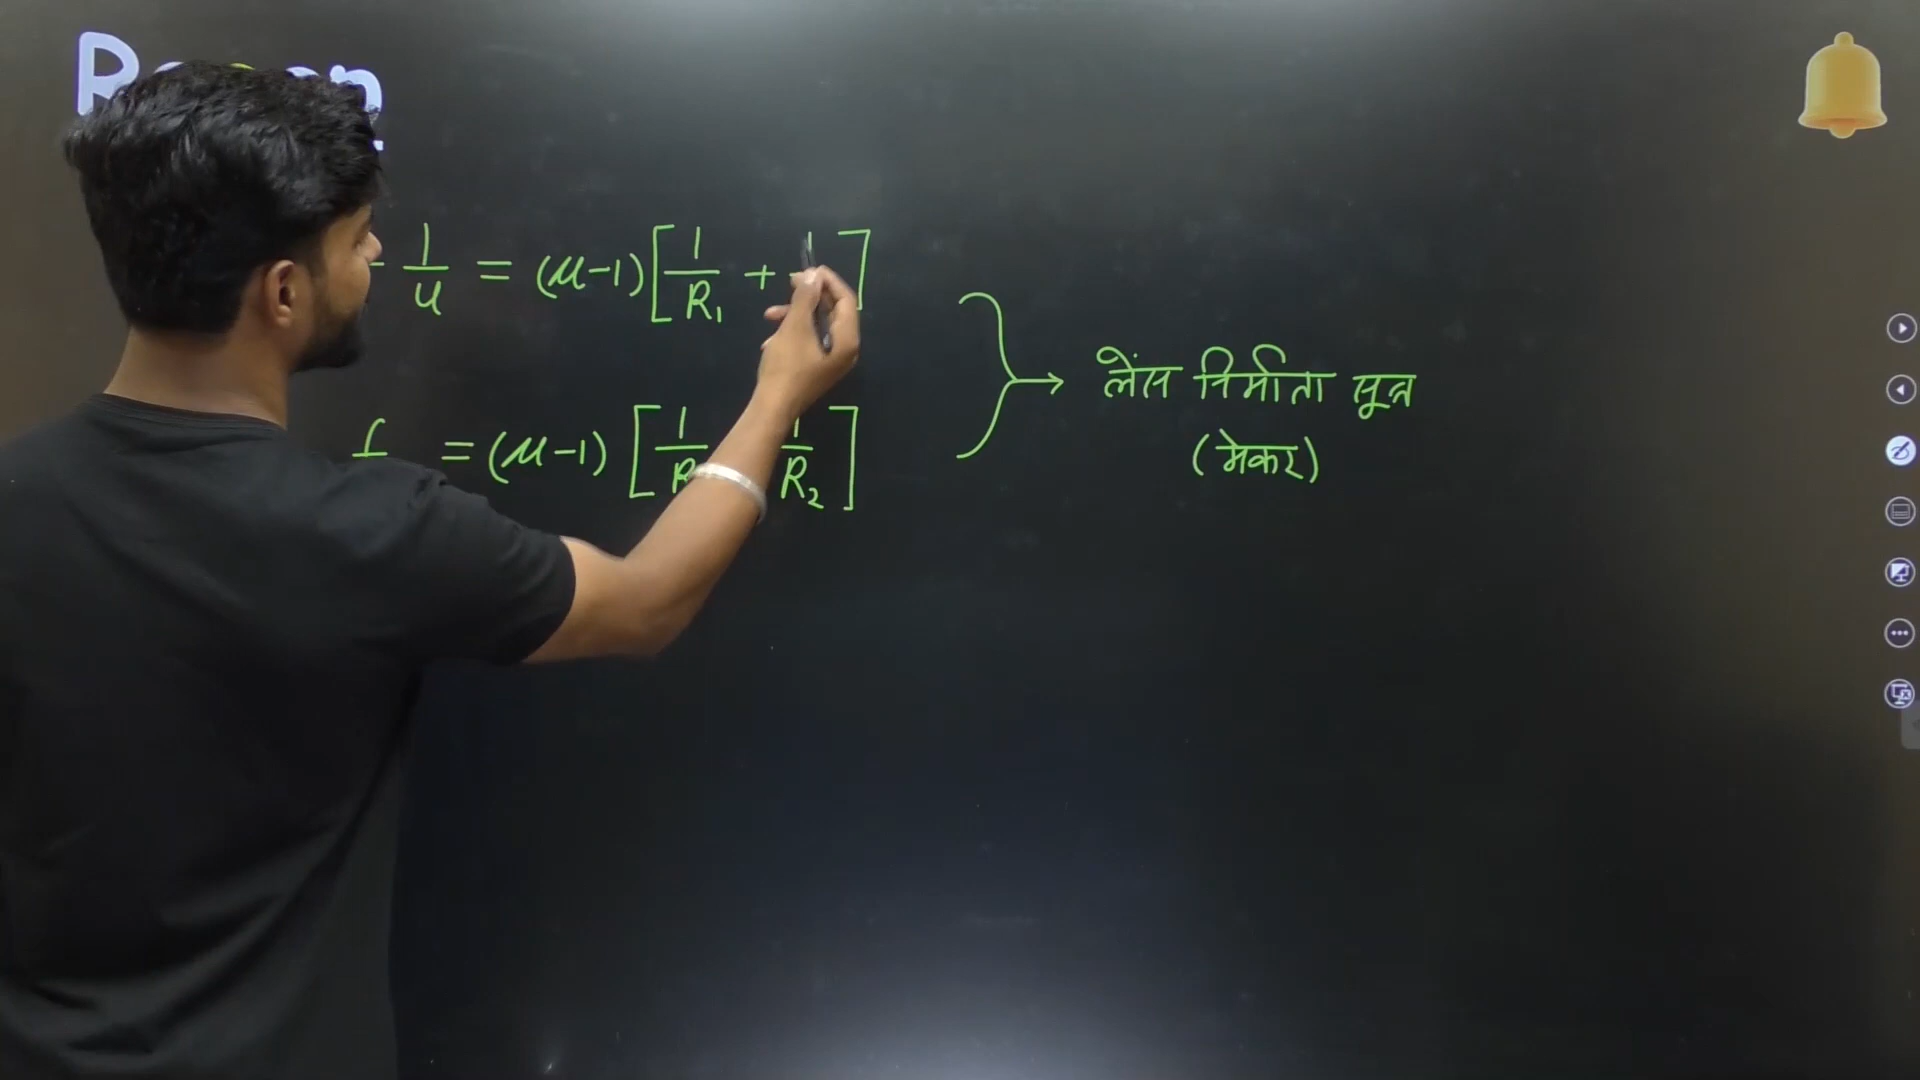 - 1/u = (μ-1)[1/R₁ + 1]
= (μ-1)[1/R 1/R₂]
लेंस निर्माता सूत्र
(मेकर)